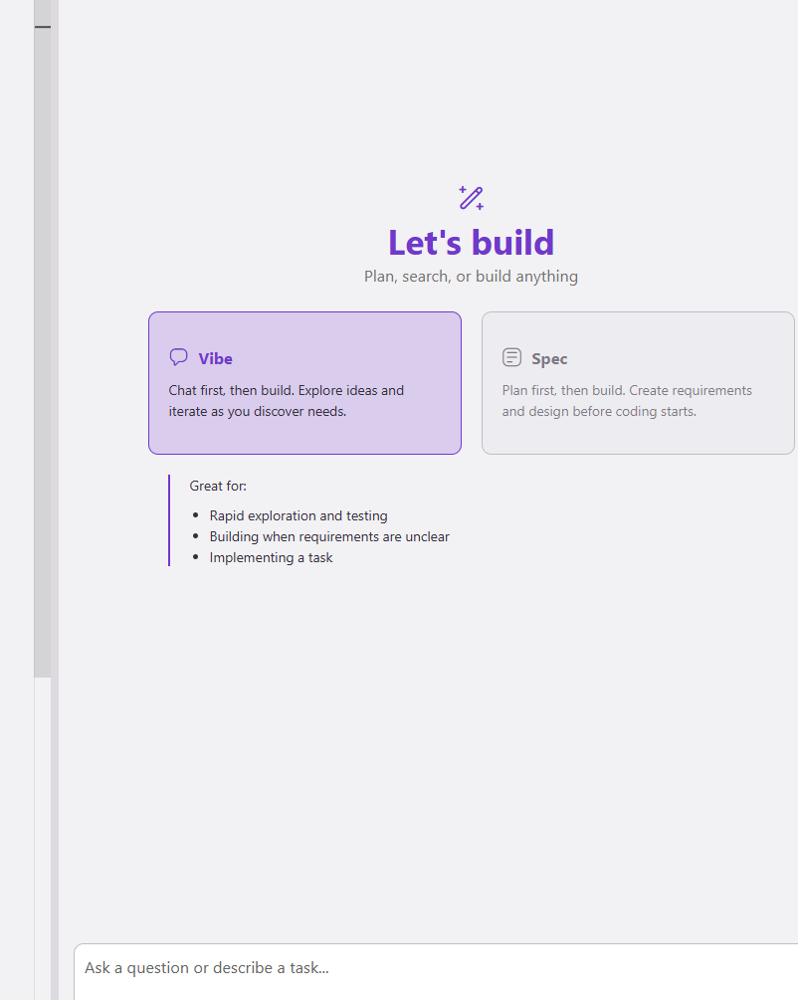 Let's build
Plan, search, or build anything
Vibe
Chat first, then build. Explore ideas and
iterate as you discover needs.
Spec
Plan first, then build. Create requirements
and design before coding starts.
Great for:
• Rapid exploration and testing
• Building when requirements are unclear
• Implementing a task
Ask a question or describe a task...